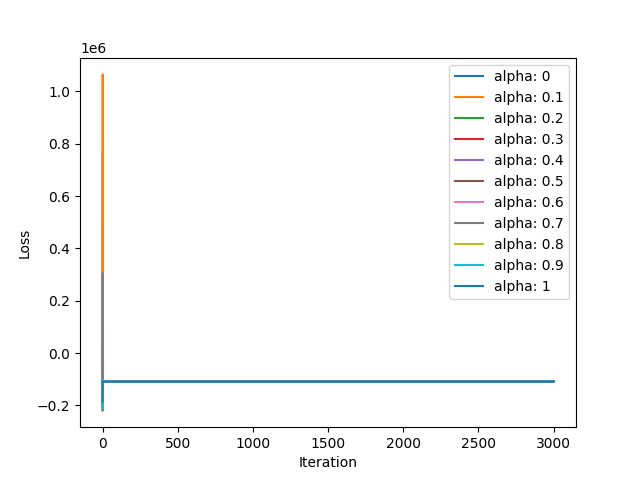 1e6
1.0
0.8
0.6
0.4
0.2
0.0
−0.2
Loss
0 500 1000 1500 2000 2500 3000
Iteration
alpha: 0
alpha: 0.1
alpha: 0.2
alpha: 0.3
alpha: 0.4
alpha: 0.5
alpha: 0.6
alpha: 0.7
alpha: 0.8
alpha: 0.9
alpha: 1